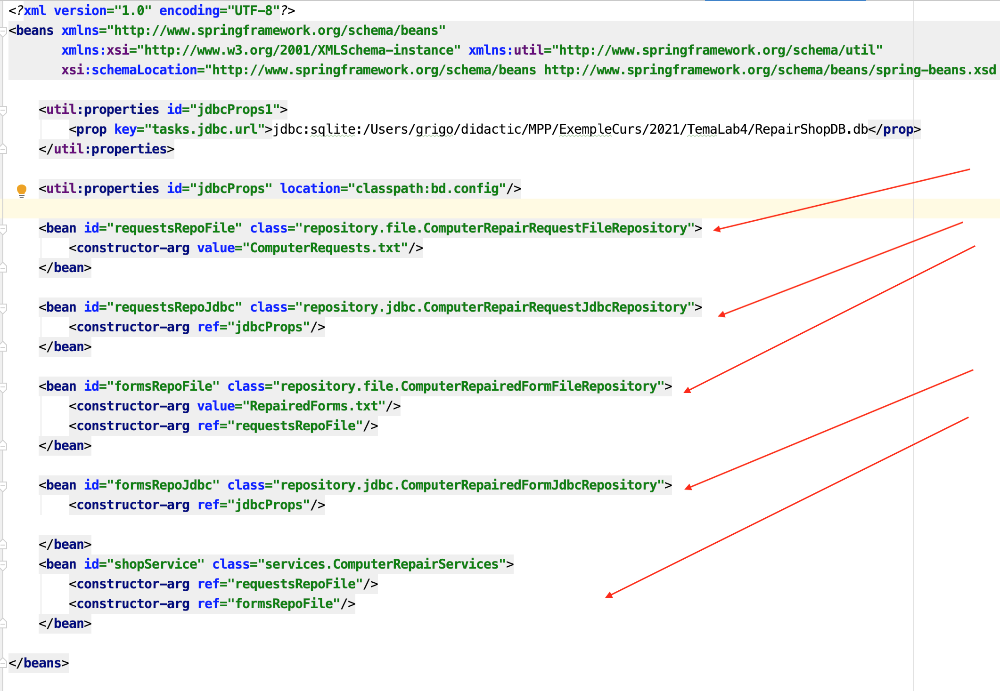 <?xml version="1.0" encoding="UTF-8"?>
<beans xmlns="http://www.springframework.org/schema/beans"
       xmlns:xsi="http://www.w3.org/2001/XMLSchema-instance" xmlns:util="http://www.springframework.org/schema/util"
       xsi:schemaLocation="http://www.springframework.org/schema/beans http://www.springframework.org/schema/beans/spring-beans.xsd
    <util:properties id="jdbcProps1">
        <prop key="tasks.jdbc.url">jdbc:sqlite:/Users/grigo/didactic/MPP/ExempleCurs/2021/TemaLab4/RepairShopDB.db</prop>
    </util:properties>
    <util:properties id="jdbcProps" location="classpath:bd.config"/>
    <bean id="requestsRepoFile" class="repository.file.ComputerRepairRequestFileRepository">
        <constructor-arg value="ComputerRequests.txt"/>
    </bean>
    <bean id="requestsRepoJdbc" class="repository.jdbc.ComputerRepairRequestJdbcRepository">
        <constructor-arg ref="jdbcProps"/>
    </bean>
    <bean id="formsRepoFile" class="repository.file.ComputerRepairedFormFileRepository">
        <constructor-arg value="RepairedForms.txt"/>
        <constructor-arg ref="requestsRepoFile"/>
    </bean>
    <bean id="formsRepoJdbc" class="repository.jdbc.ComputerRepairedFormJdbcRepository">
        <constructor-arg ref="jdbcProps"/>
    </bean>
    <bean id="shopService" class="services.ComputerRepairServices">
        <constructor-arg ref="requestsRepoFile"/>
        <constructor-arg ref="formsRepoFile"/>
    </bean>
</beans>